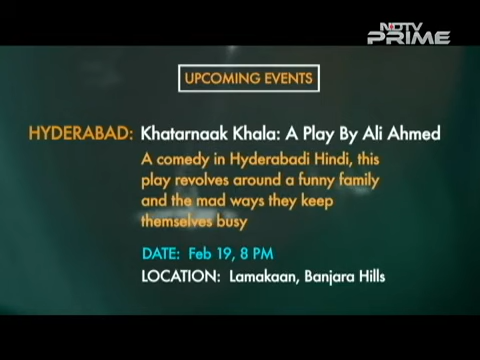 NDTV
PRIME
UPCOMING EVENTS
HYDERABAD: Khatarnaak Khala: A Play By Ali Ahmed
A comedy in Hyderabadi Hindi, this
play revolves around a funny family
and the mad ways they keep
themselves busy
DATE: Feb 19, 8 PM
LOCATION: Lamakaan, Banjara Hills